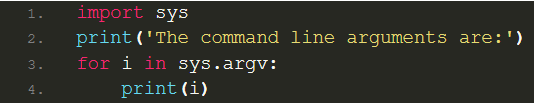 1. import sys
2. print('The command line arguments are:')
3. for i in sys.argv:
4.     print(i)